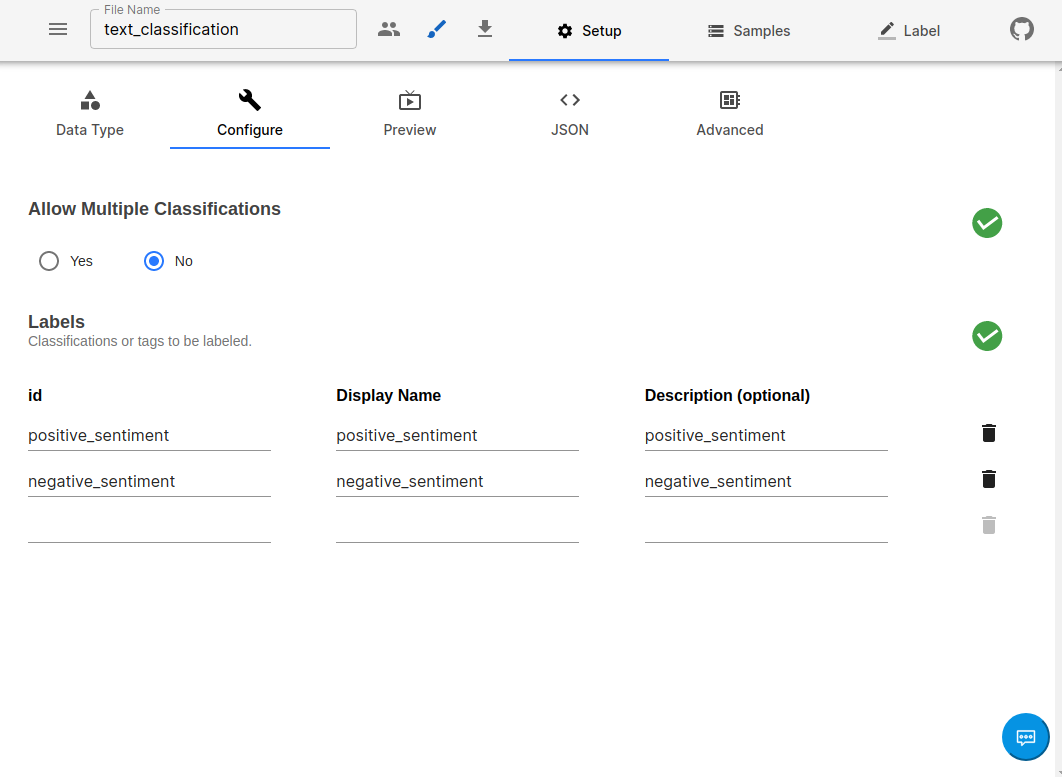 File Name
text_classification
Setup
Samples
Label
Data Type
Configure
Preview
JSON
Advanced
Allow Multiple Classifications
Yes
No
Labels
Classifications or tags to be labeled.
id Display Name Description (optional)
positive_sentiment positive_sentiment positive_sentiment
negative_sentiment negative_sentiment negative_sentiment